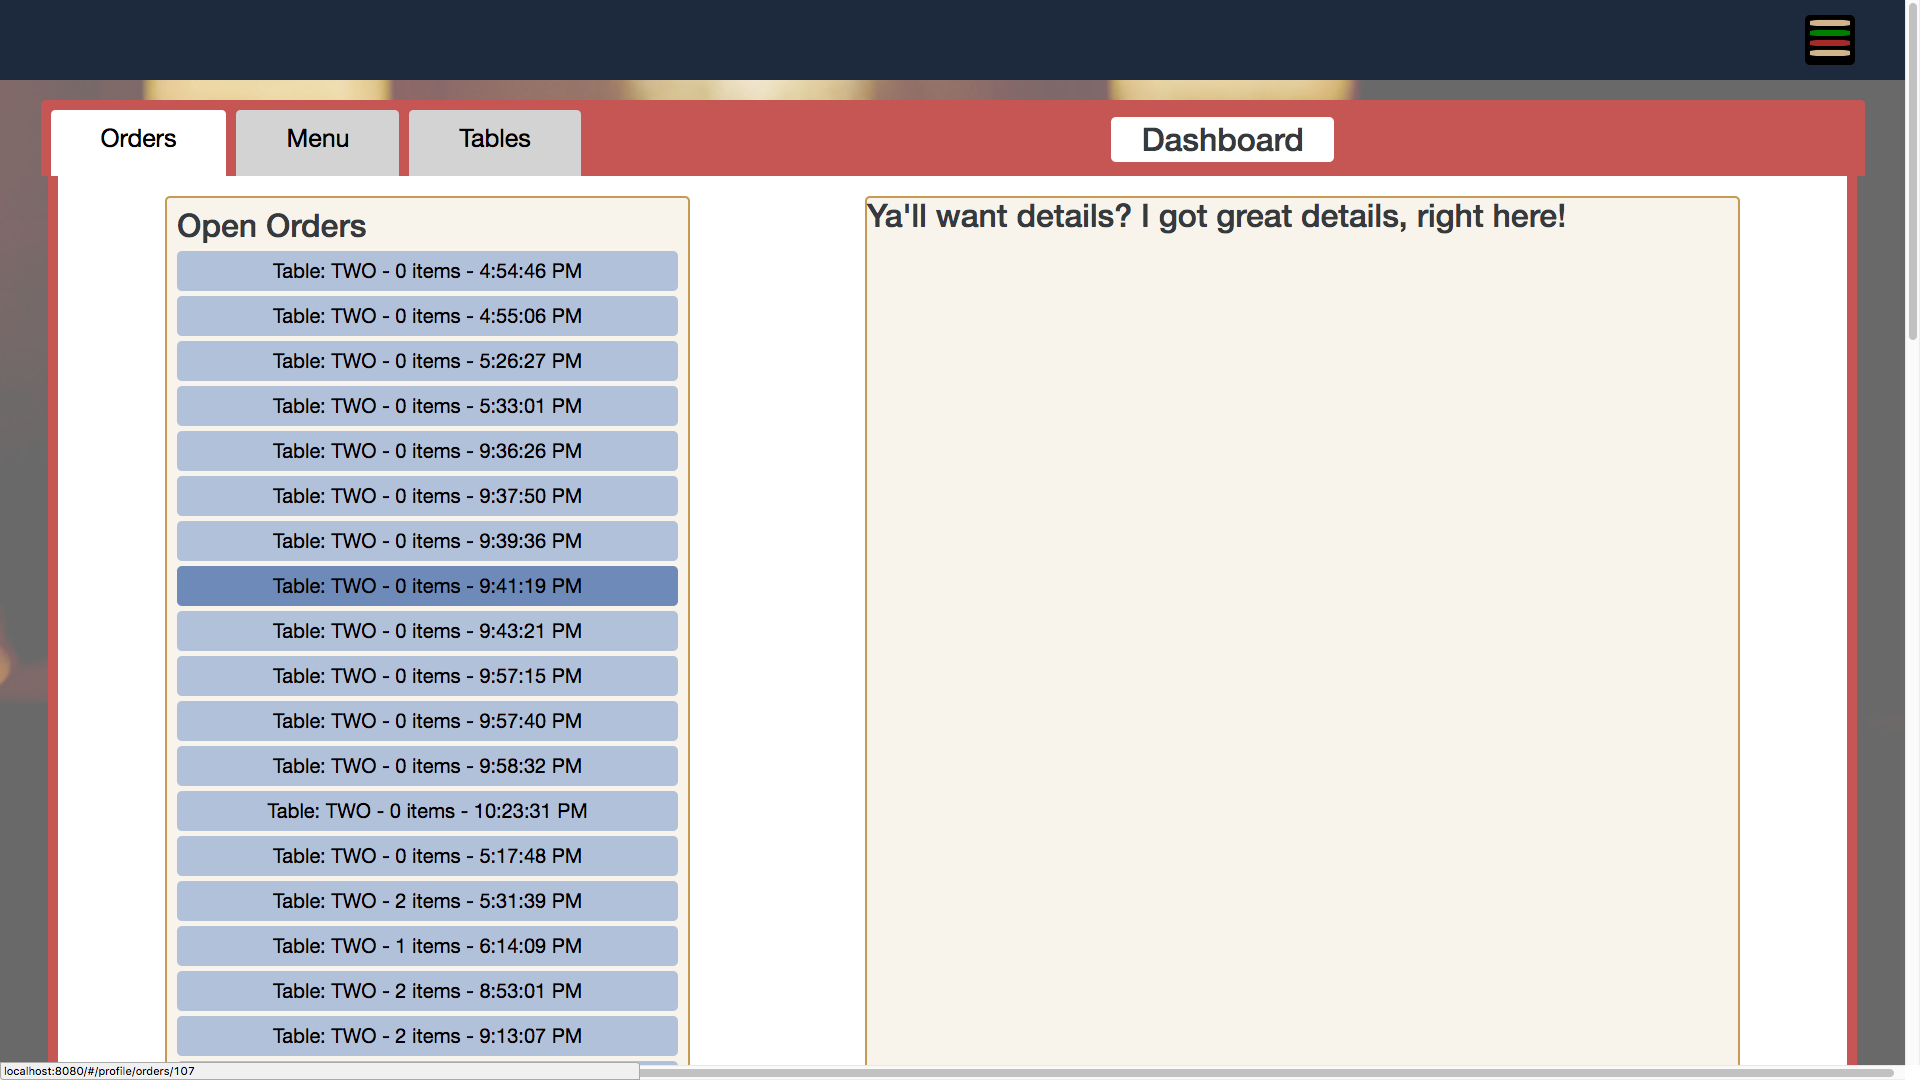 Orders
Menu
Tables
Dashboard
Open Orders
Table: TWO - 0 items - 4:54:46 PM
Table: TWO - 0 items - 4:55:06 PM
Table: TWO - 0 items - 5:26:27 PM
Table: TWO - 0 items - 5:33:01 PM
Table: TWO - 0 items - 9:36:26 PM
Table: TWO - 0 items - 9:37:50 PM
Table: TWO - 0 items - 9:39:36 PM
Table: TWO - 0 items - 9:41:19 PM
Table: TWO - 0 items - 9:43:21 PM
Table: TWO - 0 items - 9:57:15 PM
Table: TWO - 0 items - 9:57:40 PM
Table: TWO - 0 items - 9:58:32 PM
Table: TWO - 0 items - 10:23:31 PM
Table: TWO - 0 items - 5:17:48 PM
Table: TWO - 2 items - 5:31:39 PM
Table: TWO - 1 items - 6:14:09 PM
Table: TWO - 2 items - 8:53:01 PM
Table: TWO - 2 items - 9:13:07 PM
Ya'll want details? I got great details, right here!
localhost:8080/#/profile/orders/107